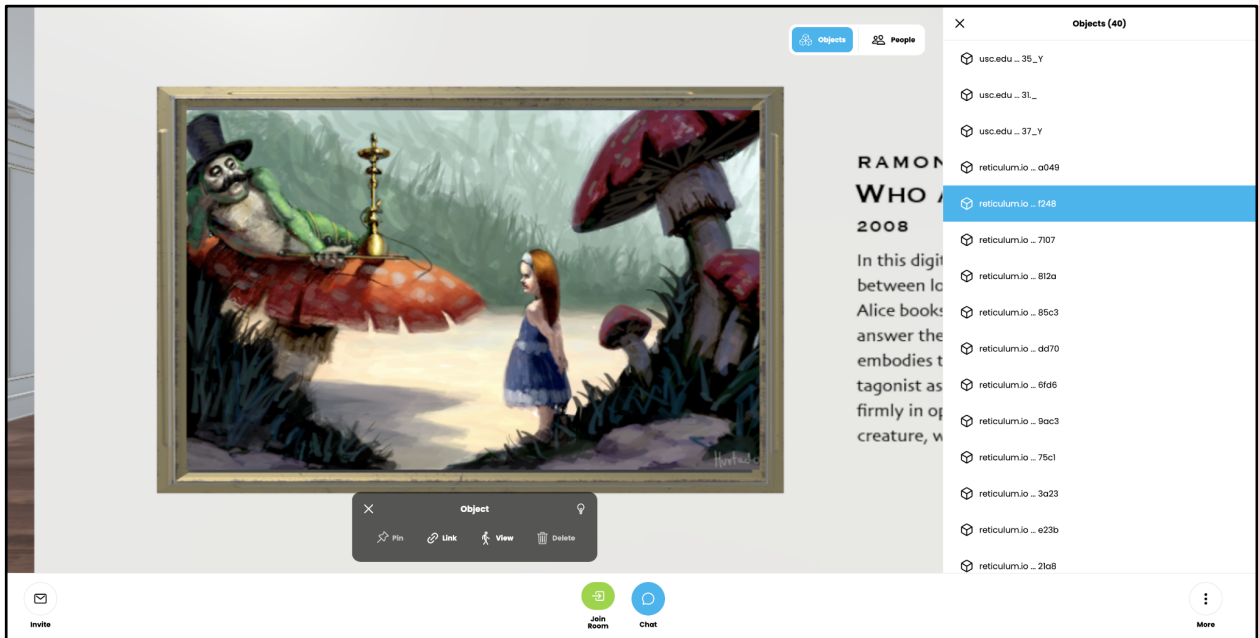 Objects
People
RAMON
WHO A
2008
In this digit
between lo
Alice books
answer the
embodies t
tagonist as
firmly in op
creature, w
Hurtado
Object
Pin
Link
View
Delete
Objects (40)
usc.edu ... 35_Y
usc.edu ... 31._
usc.edu ... 37_Y
reticulum.io ... a049
reticulum.io ... f248
reticulum.io ... 7107
reticulum.io ... 812a
reticulum.io ... 85c3
reticulum.io ... dd70
reticulum.io ... 6fd6
reticulum.io ... 9ac3
reticulum.io ... 75c1
reticulum.io ... 3a23
reticulum.io ... e23b
reticulum.io ... 21a8
Invite
Join
Room
Chat
More